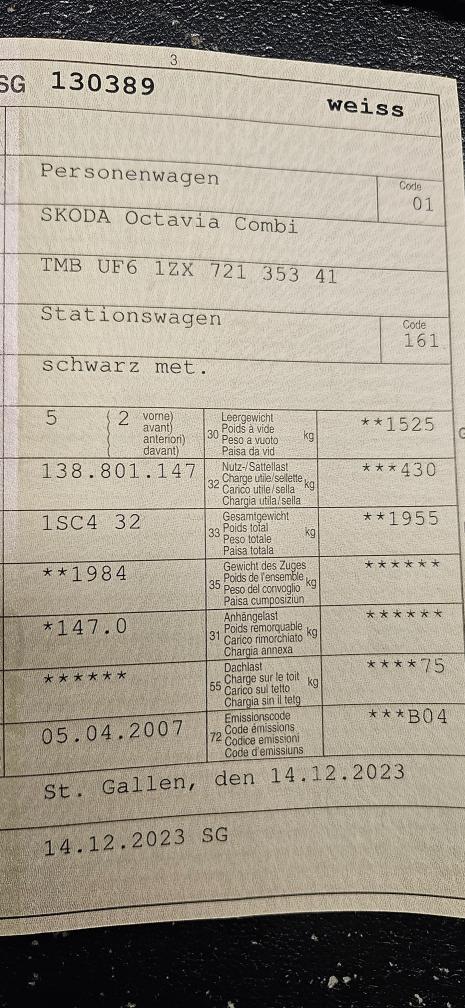 3
SG 130389 weiss
Personenwagen Code 01
SKODA Octavia Combi
TMB UF6 1ZX 721 353 41
Stationswagen Code 161
schwarz met.
5 2 vorne) avant) anteriori) davant)
30 Leergewicht Poids à vide Peso a vuoto Paisa da vid kg **1525
138.801.147
32 Nutz-/Sattellast Charge utile/sellette Carico utile/sella Chargia utila/sella kg ***430
1SC4 32
33 Gesamtgewicht Poids total Peso totale Paisa totala kg **1955
**1984
35 Gewicht des Zuges Poids de l'ensemble Peso del convoglio Paisa cumposiziun kg ******
*147.0
31 Anhängelast Poids remorquable Carico rimorchiato Chargia annexa kg ******
******
55 Dachlast Charge sur le toit Carico sul tetto Chargia sin il tetg kg ****75
05.04.2007
72 Emissionscode Code émissions Codice emissioni Code d'emissiuns ***B04
St. Gallen, den 14.12.2023
14.12.2023 SG